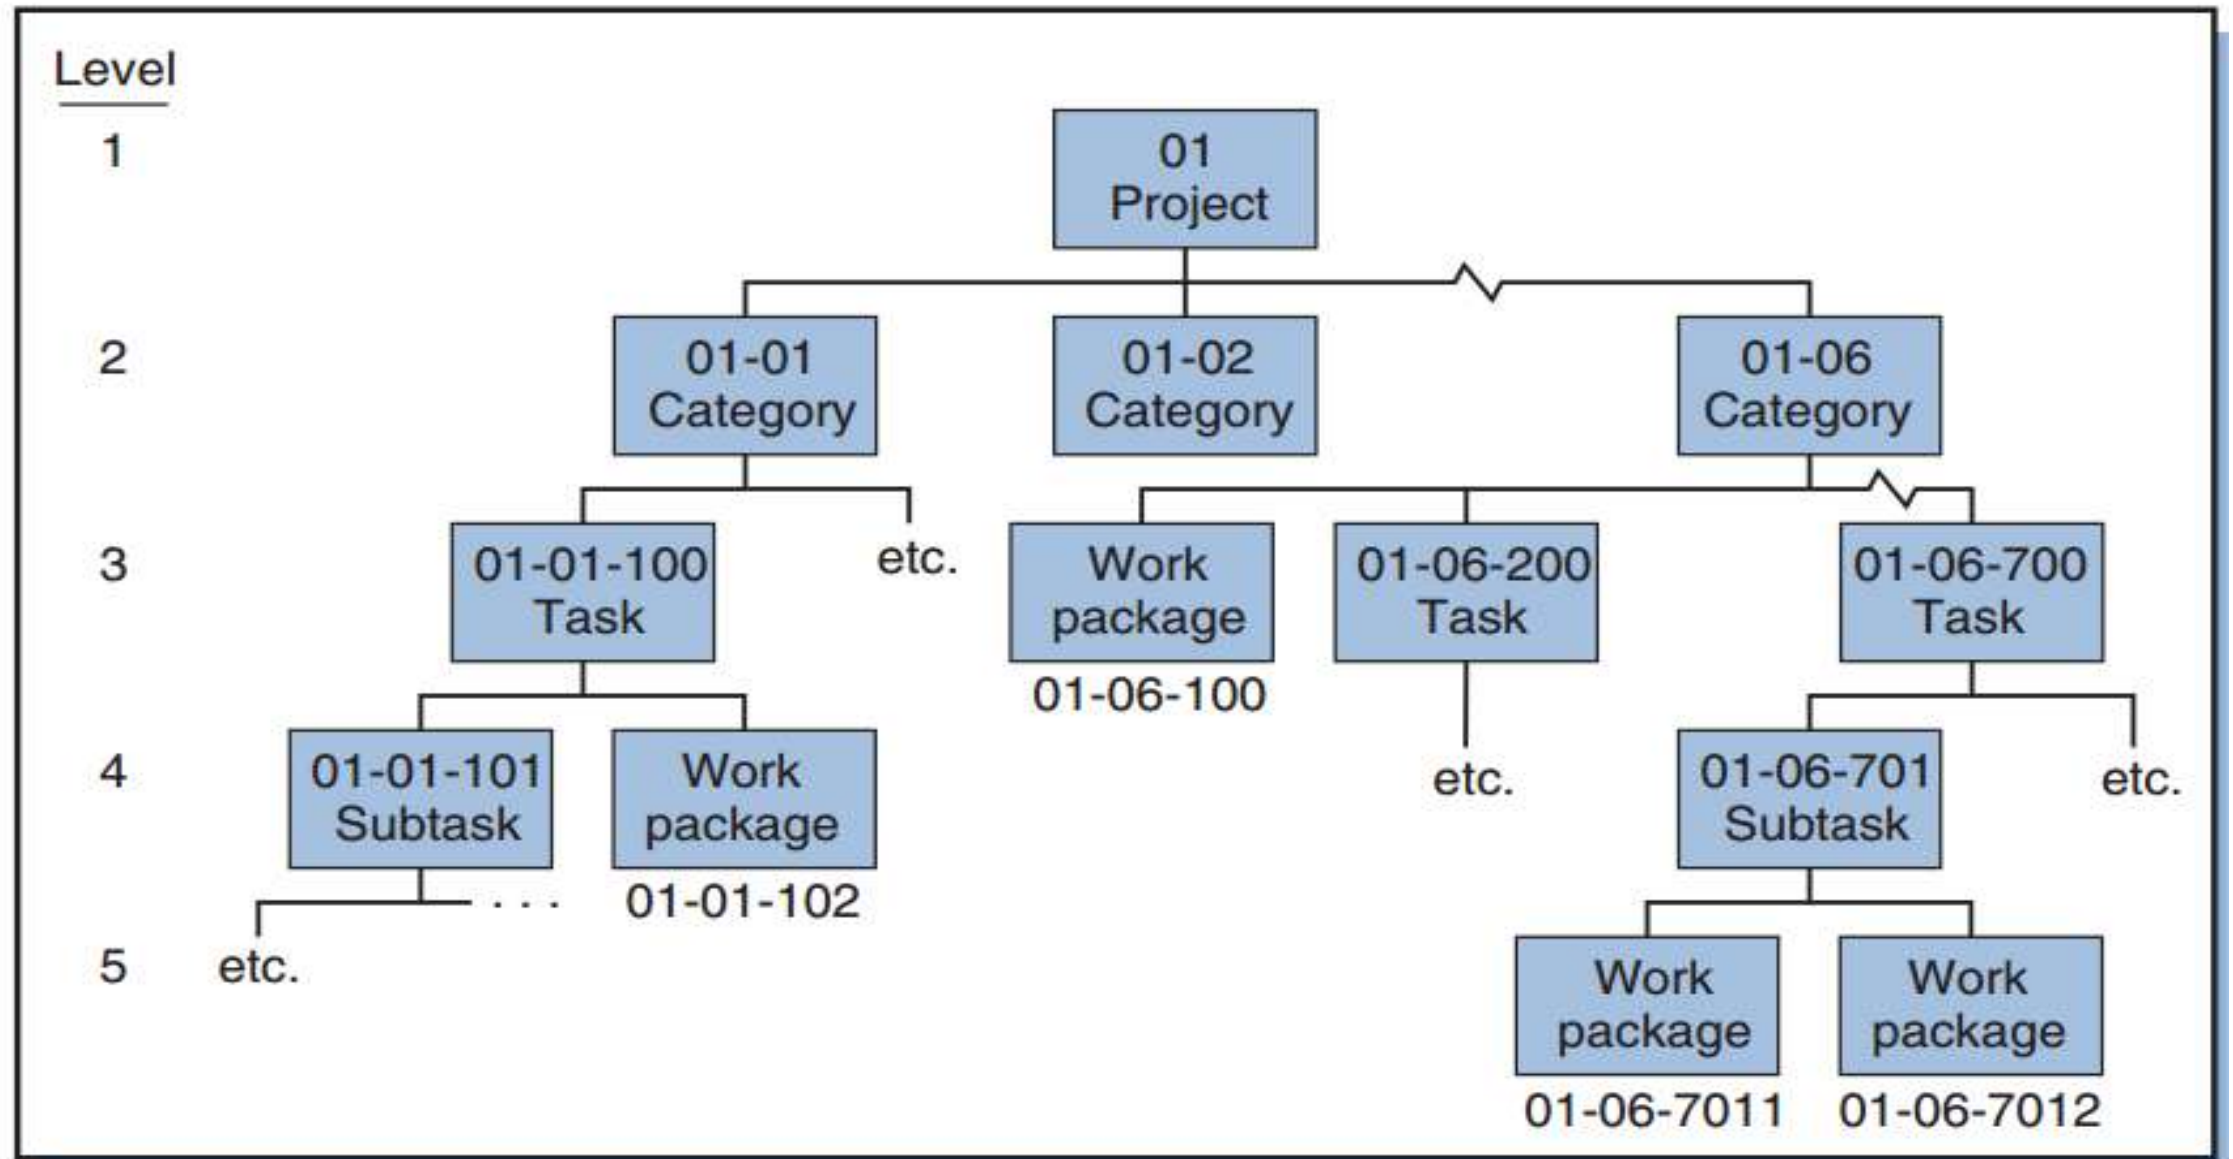 Level
1
01
Project
2
01-01
Category
01-02
Category
01-06
Category
3
01-01-100
Task
etc.
Work
package
01-06-100
01-06-200
Task
01-06-700
Task
4
01-01-101
Subtask
Work
package
01-01-102
etc.
01-06-701
Subtask
etc.
. . .
5
etc.
Work
package
01-06-7011
Work
package
01-06-7012